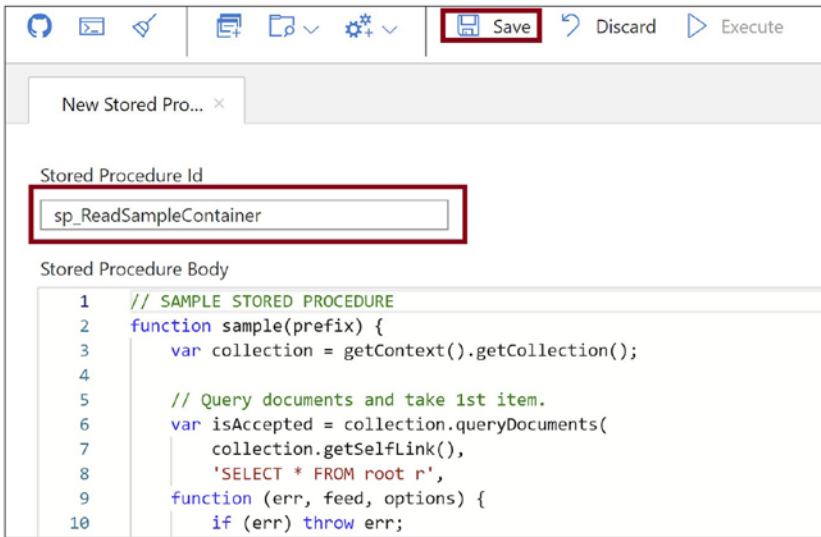 Save Discard Execute
New Stored Pro... ×
Stored Procedure Id
sp_ReadSampleContainer
Stored Procedure Body
1 // SAMPLE STORED PROCEDURE
2 function sample(prefix) {
3 var collection = getContext().getCollection();
4
5 // Query documents and take 1st item.
6 var isAccepted = collection.queryDocuments(
7 collection.getSelfLink(),
8 'SELECT * FROM root r',
9 function (err, feed, options) {
10 if (err) throw err;